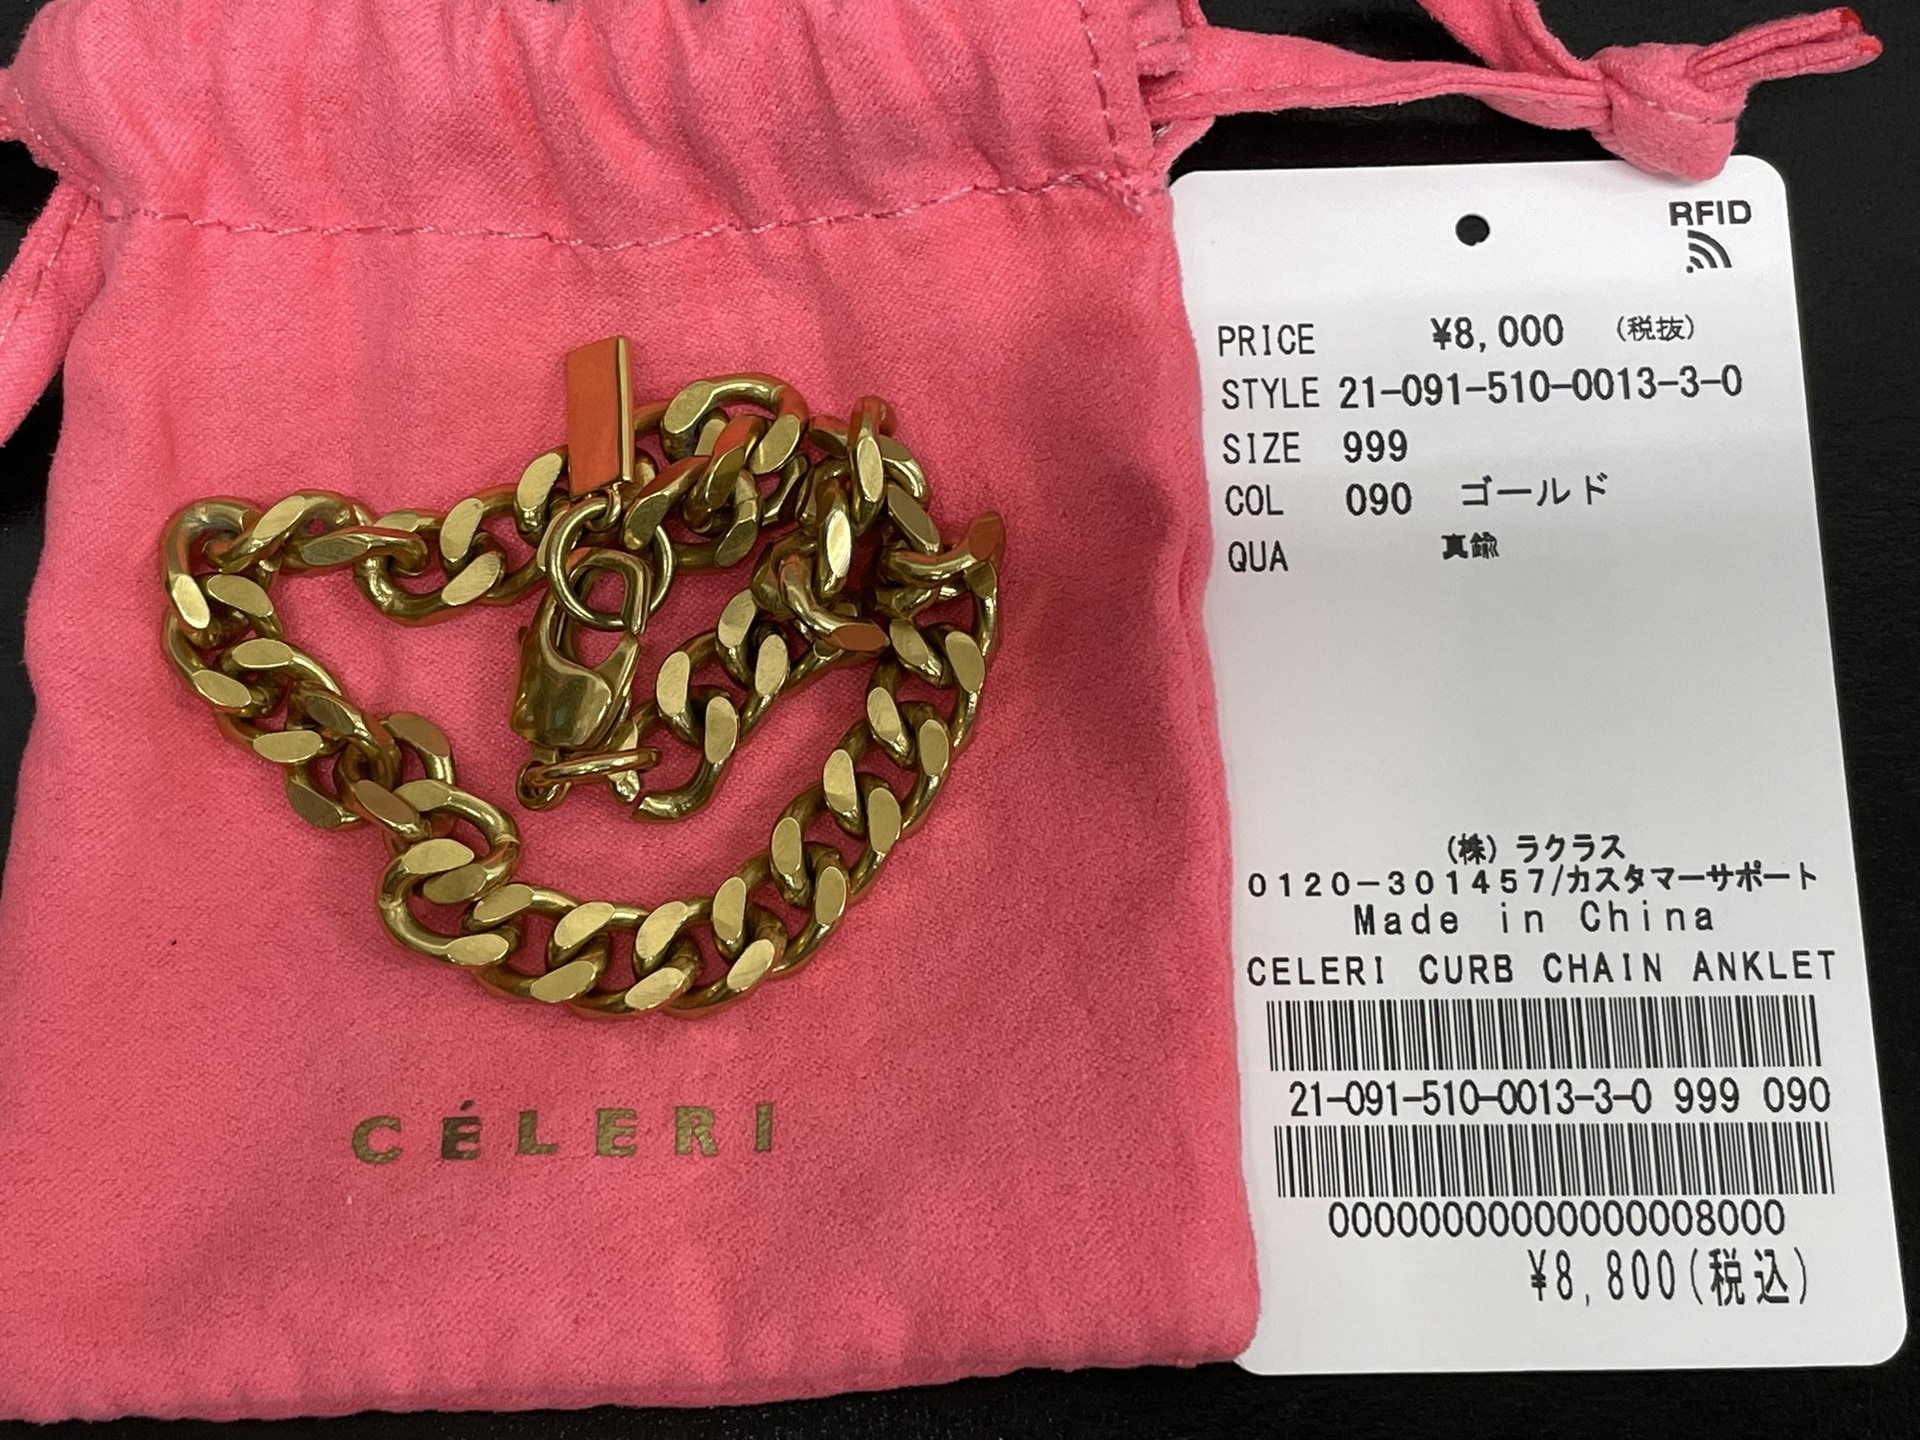 CÉLERI
RFID
PRICE ¥8,000 (税抜)
STYLE 21-091-510-0013-3-0
SIZE 999
COL 090 ゴールド
QUA 真鍮
(株) ラクラス
0120-301457/カスタマーサポート
Made in China
CELERI CURB CHAIN ANKLET
21-091-510-0013-3-0 999 090
00000000000000008000
¥8,800(税込)